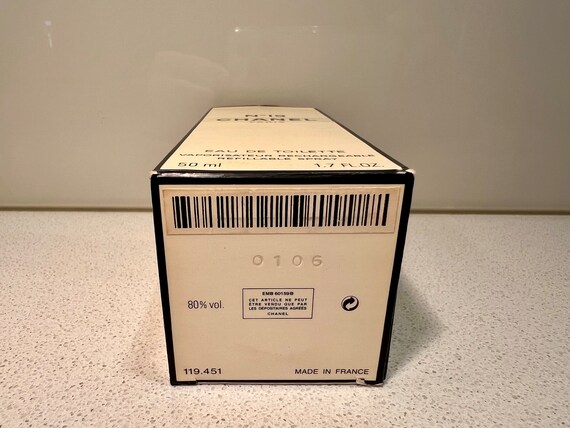 N°19
CHANEL
EAU DE TOILETTE
VAPORISATEUR RECHARGEABLE
REFILLABLE SPRAY
50 ml 1.7 FL. OZ.
0106
80% vol.
EMB 60159B
CET ARTICLE NE PEUT
ÊTRE VENDU QUE PAR
LES DÉPOSITAIRES AGRÉÉS
CHANEL
119.451 MADE IN FRANCE